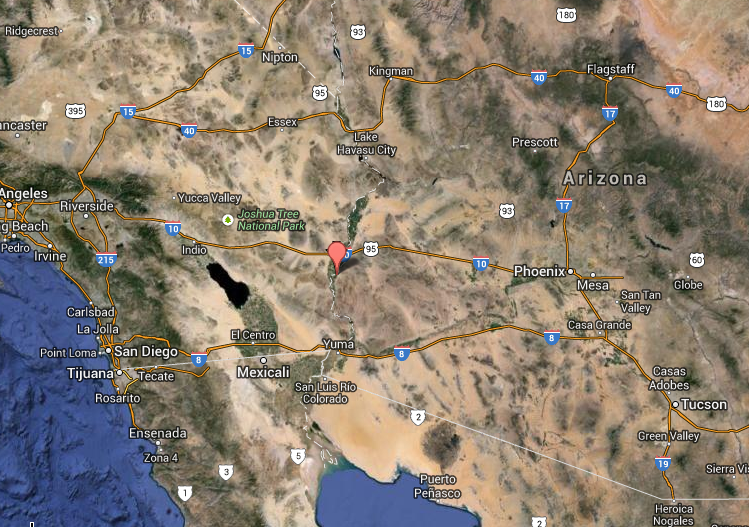 Ridgecrest
15
Nipton
93
180
Kingman
40
Flagstaff
40
180
95
395
15
ancaster
40
Essex
Lake
Havasu City
17
Prescott
Arizona
Angeles
Riverside
Yucca Valley
Joshua Tree
National Park
93
17
ng Beach
Pedro
Irvine
10
Indio
215
95
10
Phoenix
Mesa
60
Globe
San Tan
Valley
Carlsbad
La Jolla
Point Loma
San Diego
El Centro
8
Yuma
8
8
Casa Grande
Tijuana
Tecate
Mexicali
Rosarito
San Luis Río
Colorado
Casas
Adobes
Tucson
2
Ensenada
Zona 4
5
3
1
Green Valley
19
Sierra Vis
Puerto
Peñasco
2
Heroica
Nogales